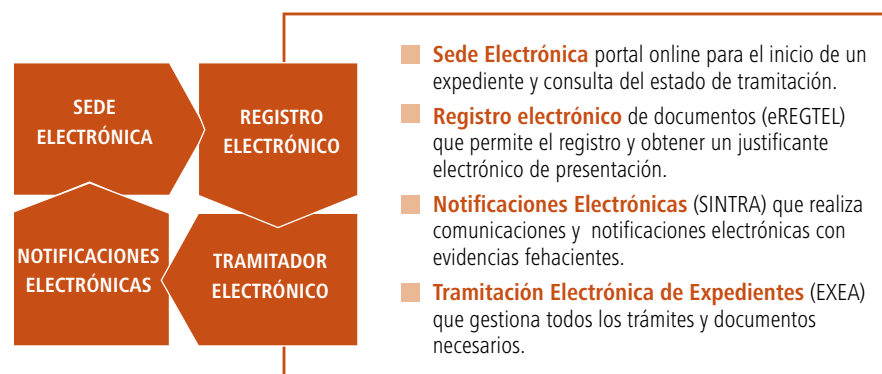 SEDE
ELECTRÓNICA
REGISTRO
ELECTRÓNICO
NOTIFICACIONES
ELECTRÓNICAS
TRAMITADOR
ELECTRÓNICO
Sede Electrónica portal online para el inicio de un
expediente y consulta del estado de tramitación.
Registro electrónico de documentos (eREGTEL)
que permite el registro y obtener un justificante
electrónico de presentación.
Notificaciones Electrónicas (SINTRA) que realiza
comunicaciones y notificaciones electrónicas con
evidencias fehacientes.
Tramitación Electrónica de Expedientes (EXEA)
que gestiona todos los trámites y documentos
necesarios.